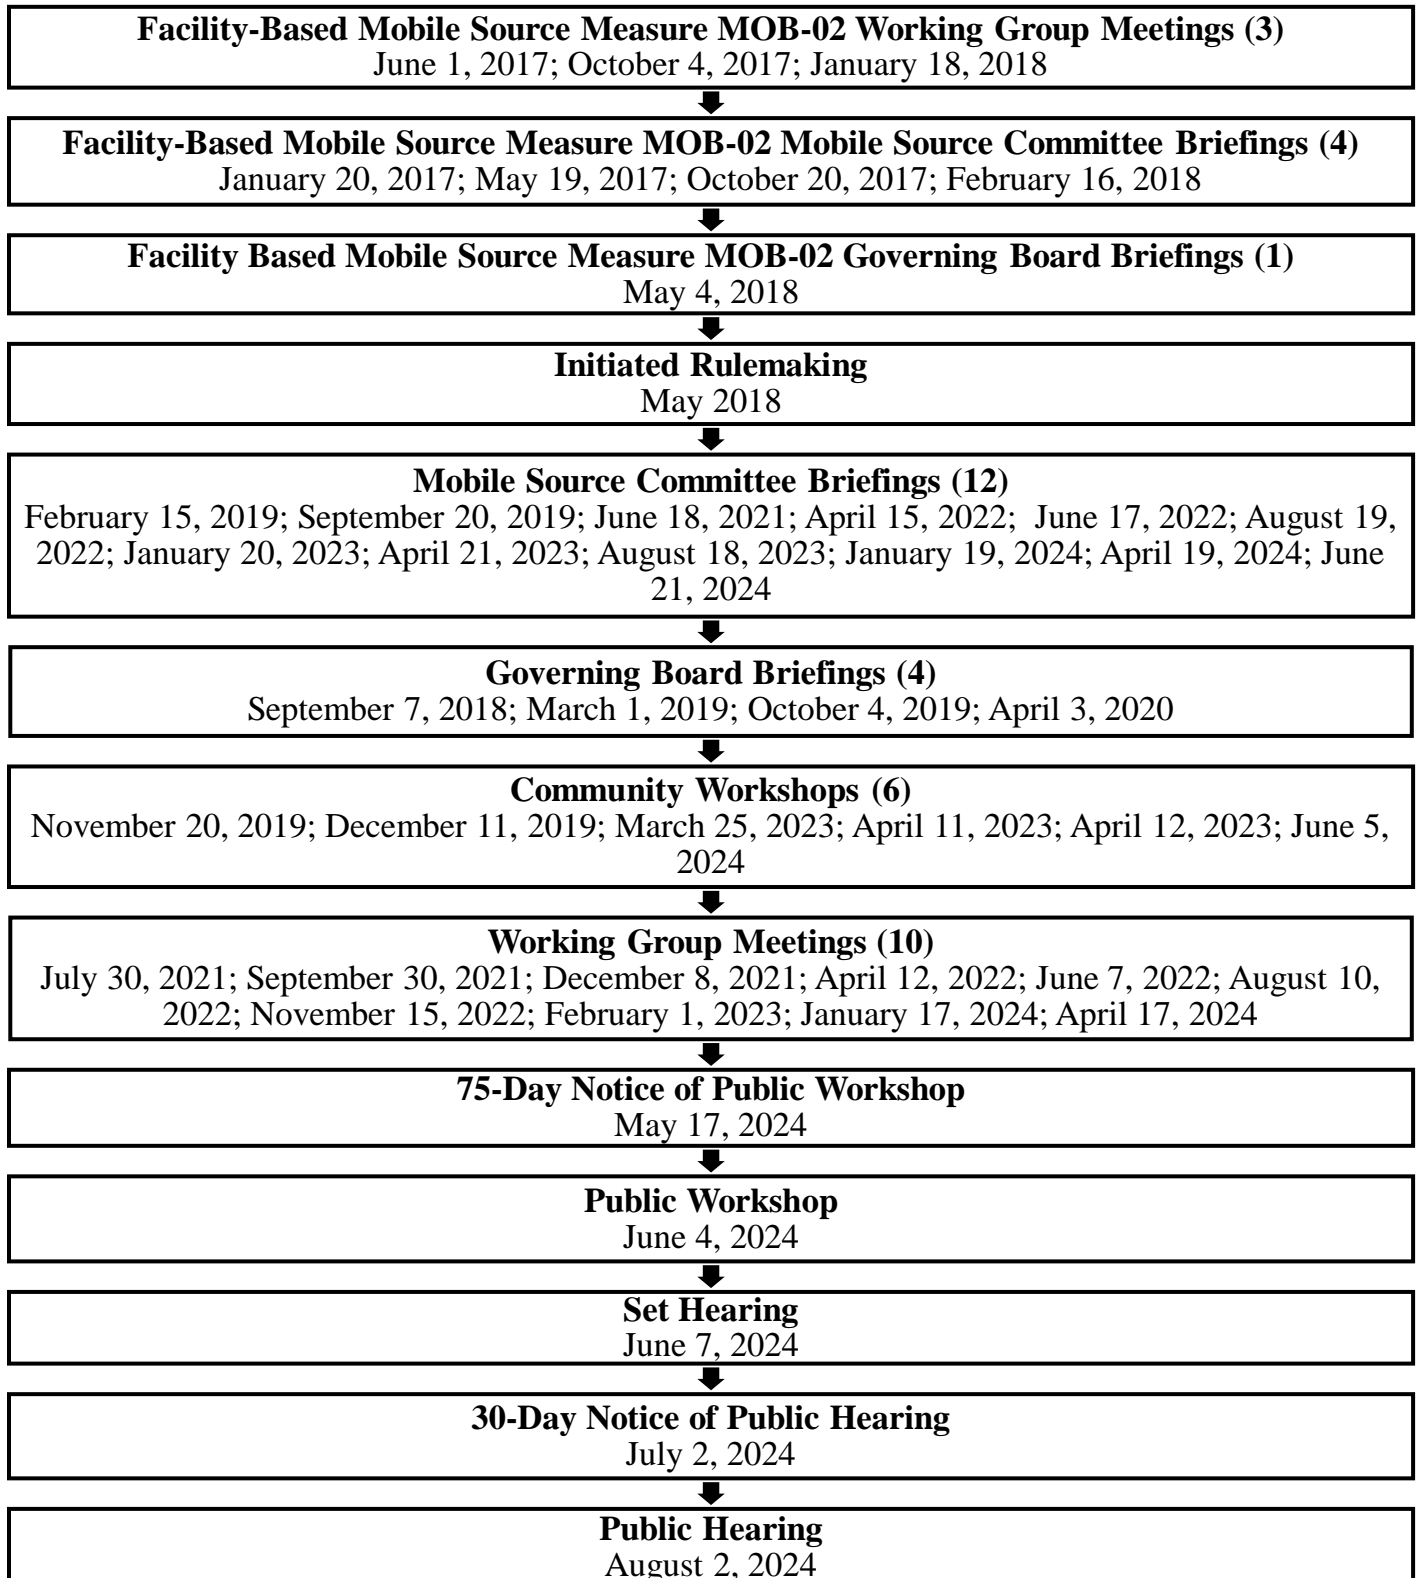 Facility-Based Mobile Source Measure MOB-02 Working Group Meetings (3)
June 1, 2017; October 4, 2017; January 18, 2018
Facility-Based Mobile Source Measure MOB-02 Mobile Source Committee Briefings (4)
January 20, 2017; May 19, 2017; October 20, 2017; February 16, 2018
Facility Based Mobile Source Measure MOB-02 Governing Board Briefings (1)
May 4, 2018
Initiated Rulemaking
May 2018
Mobile Source Committee Briefings (12)
February 15, 2019; September 20, 2019; June 18, 2021; April 15, 2022;  June 17, 2022; August 19,
2022; January 20, 2023; April 21, 2023; August 18, 2023; January 19, 2024; April 19, 2024; June
21, 2024
Governing Board Briefings (4)
September 7, 2018; March 1, 2019; October 4, 2019; April 3, 2020
Community Workshops (6)
November 20, 2019; December 11, 2019; March 25, 2023; April 11, 2023; April 12, 2023; June 5,
2024
Working Group Meetings (10)
July 30, 2021; September 30, 2021; December 8, 2021; April 12, 2022; June 7, 2022; August 10,
2022; November 15, 2022; February 1, 2023; January 17, 2024; April 17, 2024
75-Day Notice of Public Workshop
May 17, 2024
Public Workshop
June 4, 2024
Set Hearing
June 7, 2024
30-Day Notice of Public Hearing
July 2, 2024
Public Hearing
August 2, 2024